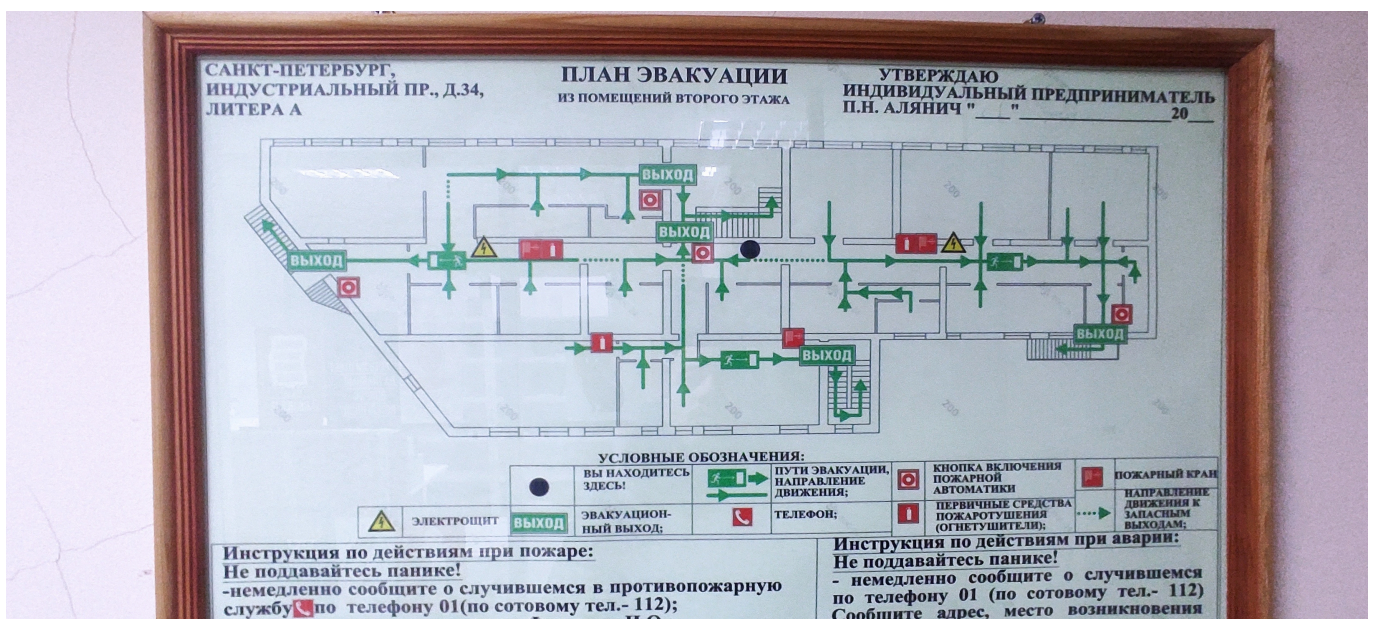 САНКТ-ПЕТЕРБУРГ,
ИНДУСТРИАЛЬНЫЙ ПР., Д.34,
ЛИТЕРА А
ПЛАН ЭВАКУАЦИИ
ИЗ ПОМЕЩЕНИЙ ВТОРОГО ЭТАЖА
УТВЕРЖДАЮ
ИНДИВИДУАЛЬНЫЙ ПРЕДПРИНИМАТЕЛЬ
П.Н. АЛЯНИЧ "____"____________________20___
ВЫХОД
ВЫХОД
ВЫХОД
ВЫХОД
ВЫХОД
УСЛОВНЫЕ ОБОЗНАЧЕНИЯ:
ВЫ НАХОДИТЕСЬ
ЗДЕСЬ!
ПУТИ ЭВАКУАЦИИ,
НАПРАВЛЕНИЕ
ДВИЖЕНИЯ;
КНОПКА ВКЛЮЧЕНИЯ
ПОЖАРНОЙ
АВТОМАТИКИ
ПОЖАРНЫЙ КРАН
ЭЛЕКТРОЩИТ
ВЫХОД
ЭВАКУАЦИОН-
НЫЙ ВЫХОД;
ТЕЛЕФОН;
ПЕРВИЧНЫЕ СРЕДСТВА
ПОЖАРОТУШЕНИЯ
(ОГНЕТУШИТЕЛИ);
НАПРАВЛЕНИЕ
ДВИЖЕНИЯ К
ЗАПАСНЫМ
ВЫХОДАМ;
Инструкция по действиям при пожаре:
Не поддавайтесь панике!
-немедленно сообщите о случившемся в противопожарную
службу по телефону 01(по сотовому тел.- 112);
Инструкция по действиям при аварии:
Не поддавайтесь панике!
- немедленно сообщите о случившемся
по телефону 01 (по сотовому тел.- 112)
Сообщите адрес, место возникновения